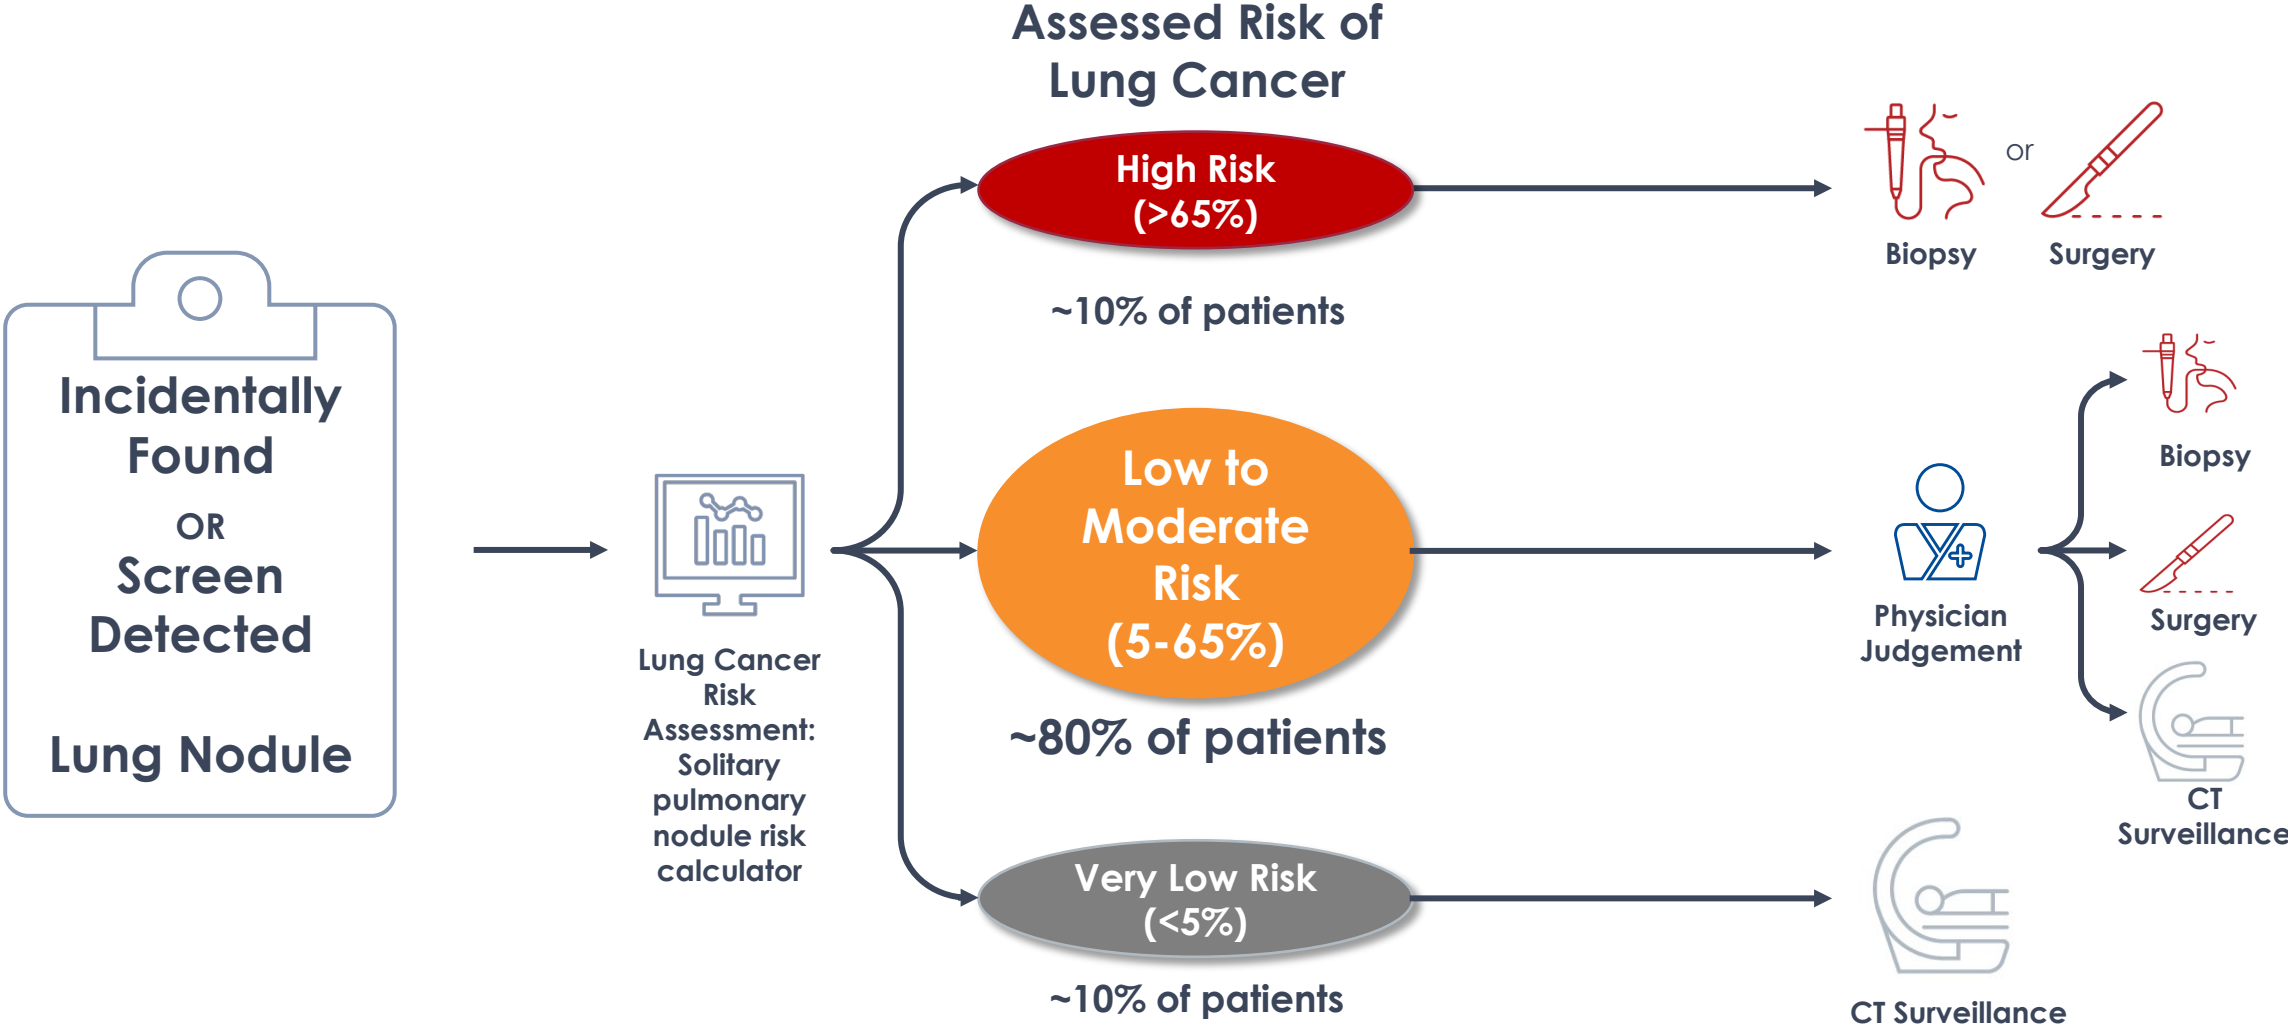 Assessed Risk of
Lung Cancer
Incidentally
Found
OR
Screen
Detected
Lung Nodule
Lung Cancer
Risk
Assessment:
Solitary
pulmonary
nodule risk
calculator
High Risk
(>65%)
~10% of patients
or
Biopsy
Surgery
Low to
Moderate
Risk
(5-65%)
~80% of patients
Physician
Judgement
Biopsy
Surgery
CT
Surveillance
Very Low Risk
(<5%)
~10% of patients
CT Surveillance